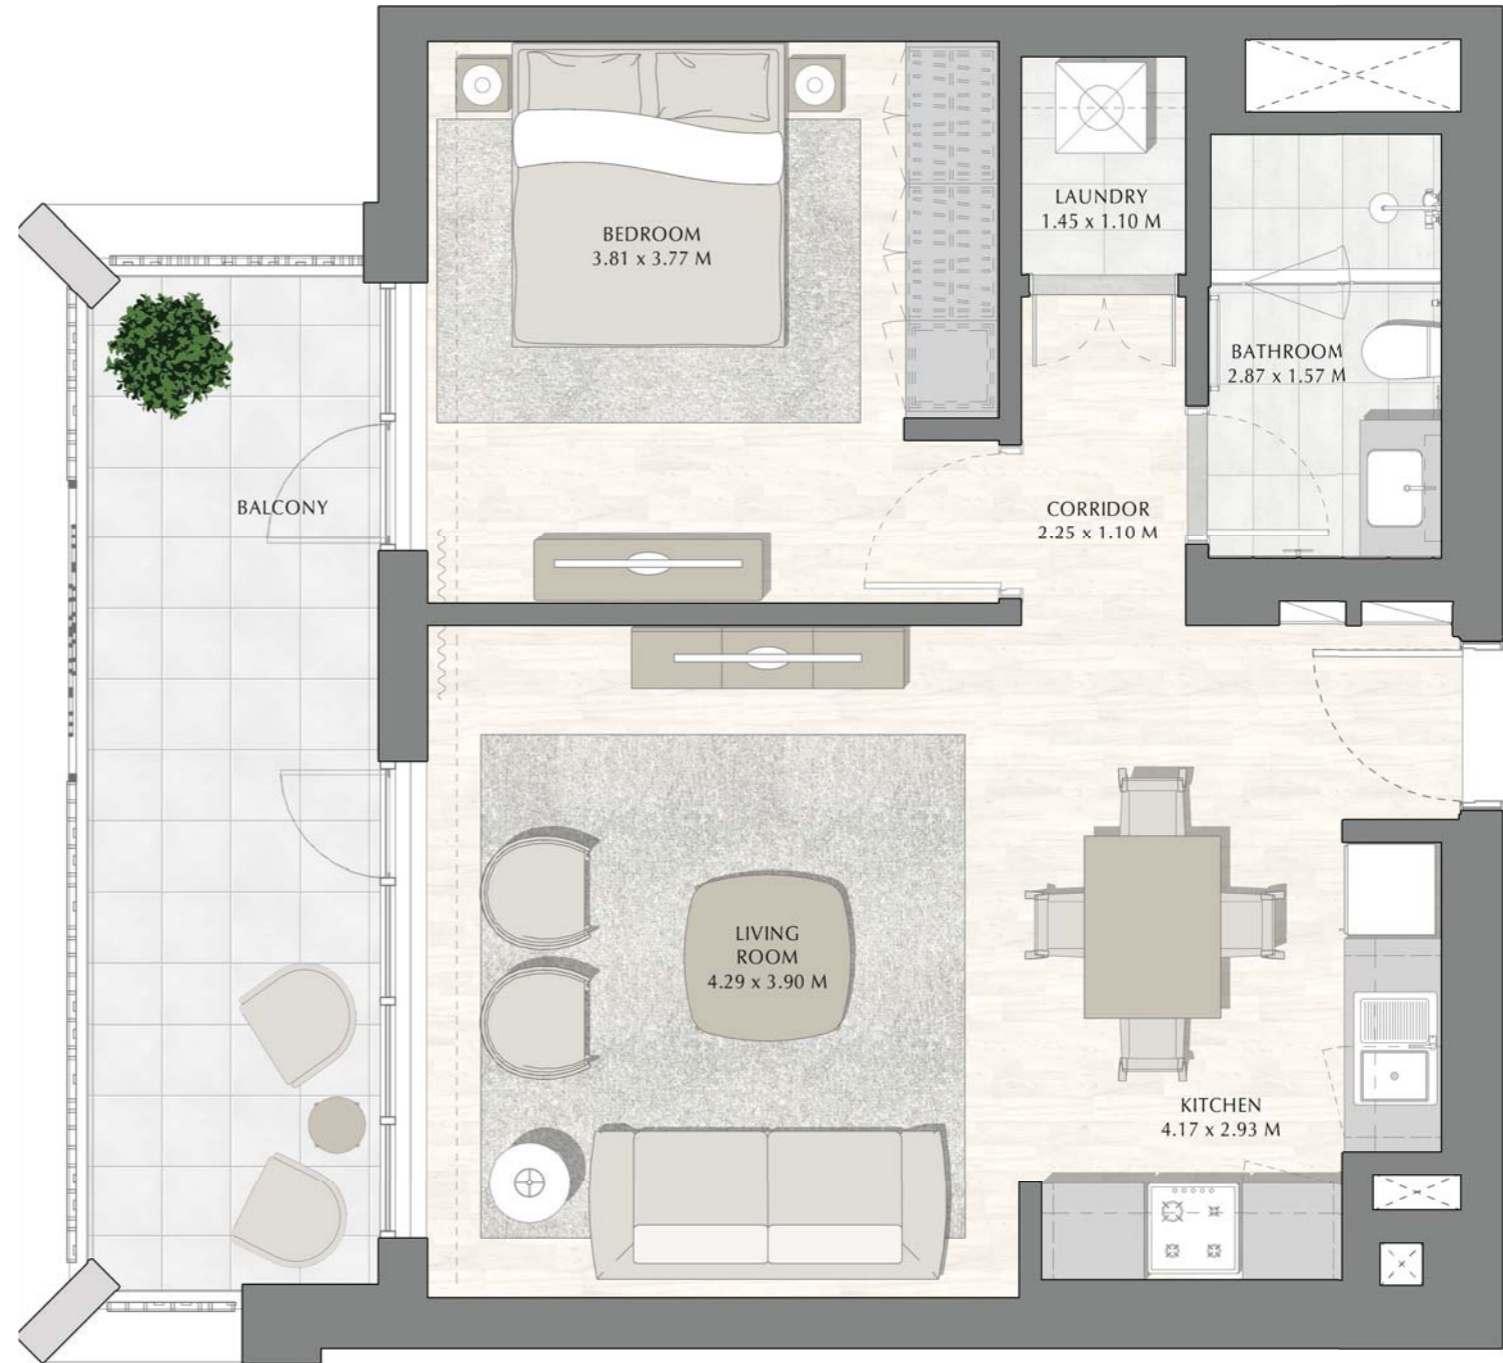 LAUNDRY
1.45 x 1.10 M
BEDROOM
3.81 x 3.77 M
BATHROOM
2.87 x 1.57 M
BALCONY
CORRIDOR
2.25 x 1.10 M
LIVING
ROOM
4.29 x 3.90 M
KITCHEN
4.17 x 2.93 M